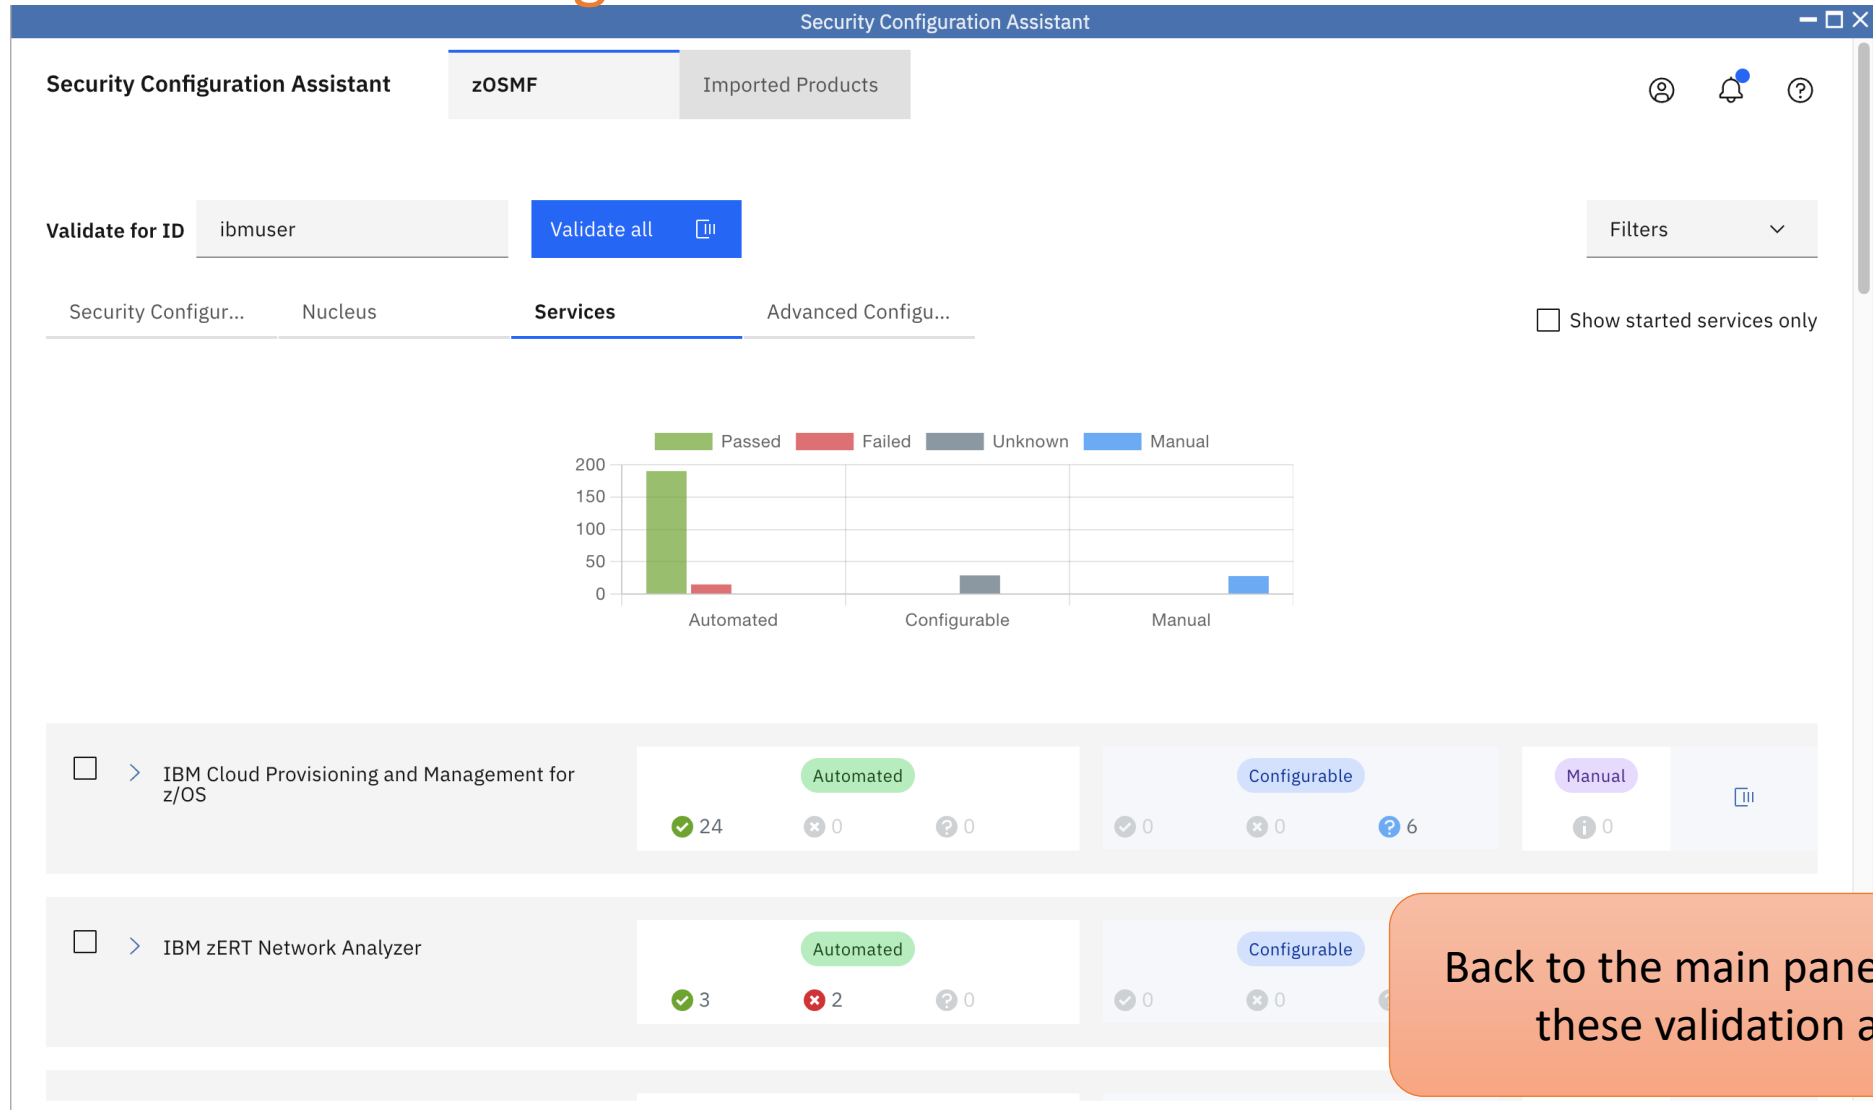 Security Configuration Assistant
Security Configuration Assistant
zOSMF
Imported Products
Validate for ID
ibmuser
Validate all
Filters
Security Configur...
Nucleus
Services
Advanced Configu...
Show started services only
Passed
Failed
Unknown
Manual
200
150
100
50
0
Automated
Configurable
Manual
IBM Cloud Provisioning and Management for
z/OS
Automated
24
0
0
Configurable
0
0
6
Manual
0
IBM zERT Network Analyzer
Automated
3
2
0
Configurable
0
0
Back to the main pane
these validation a